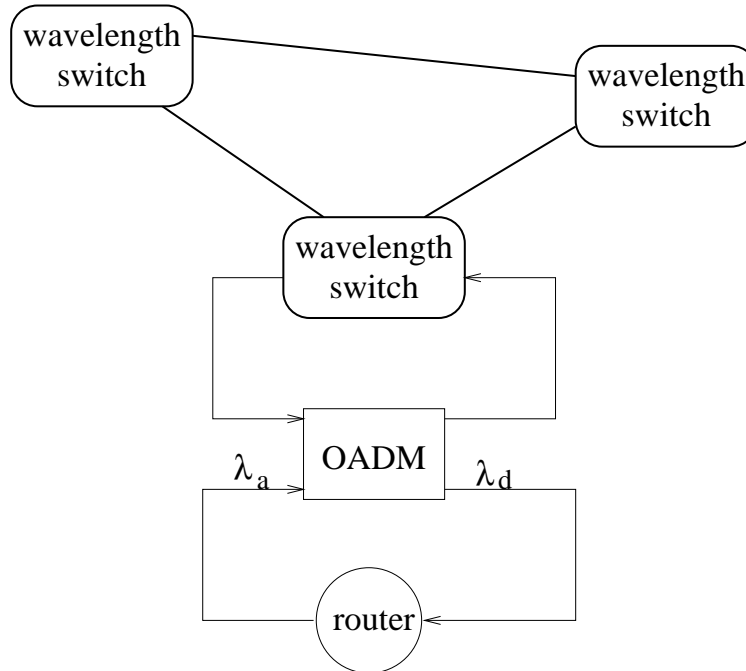 wavelength
switch
wavelength
switch
wavelength
switch
OADM
λa
λd
router